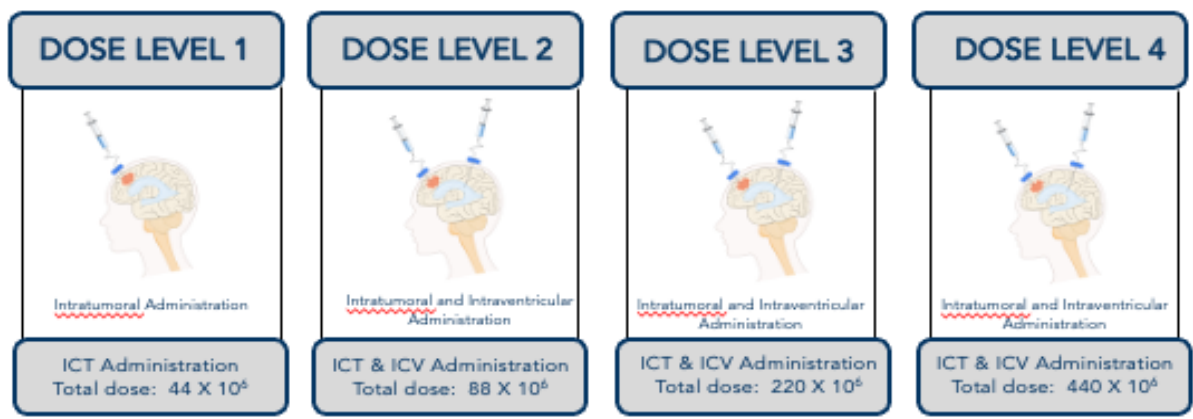 DOSE LEVEL 1
Intratumoral Administration
ICT Administration
Total dose: 44 X 10⁶
DOSE LEVEL 2
Intratumoral and Intraventricular
Administration
ICT & ICV Administration
Total dose: 88 X 10⁶
DOSE LEVEL 3
Intratumoral and Intraventricular
Administration
ICT & ICV Administration
Total dose: 220 X 10⁶
DOSE LEVEL 4
Intratumoral and Intraventricular
Administration
ICT & ICV Administration
Total dose: 440 X 10⁶